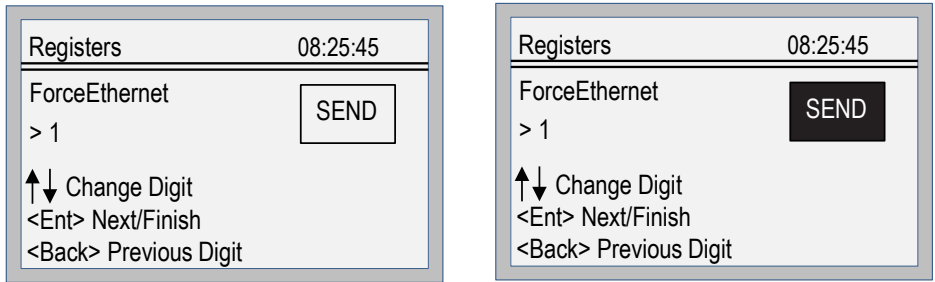 Registers 08:25:45
ForceEthernet
SEND
> 1
↑↓ Change Digit
<Ent> Next/Finish
<Back> Previous Digit
Registers 08:25:45
ForceEthernet
SEND
> 1
↑↓ Change Digit
<Ent> Next/Finish
<Back> Previous Digit